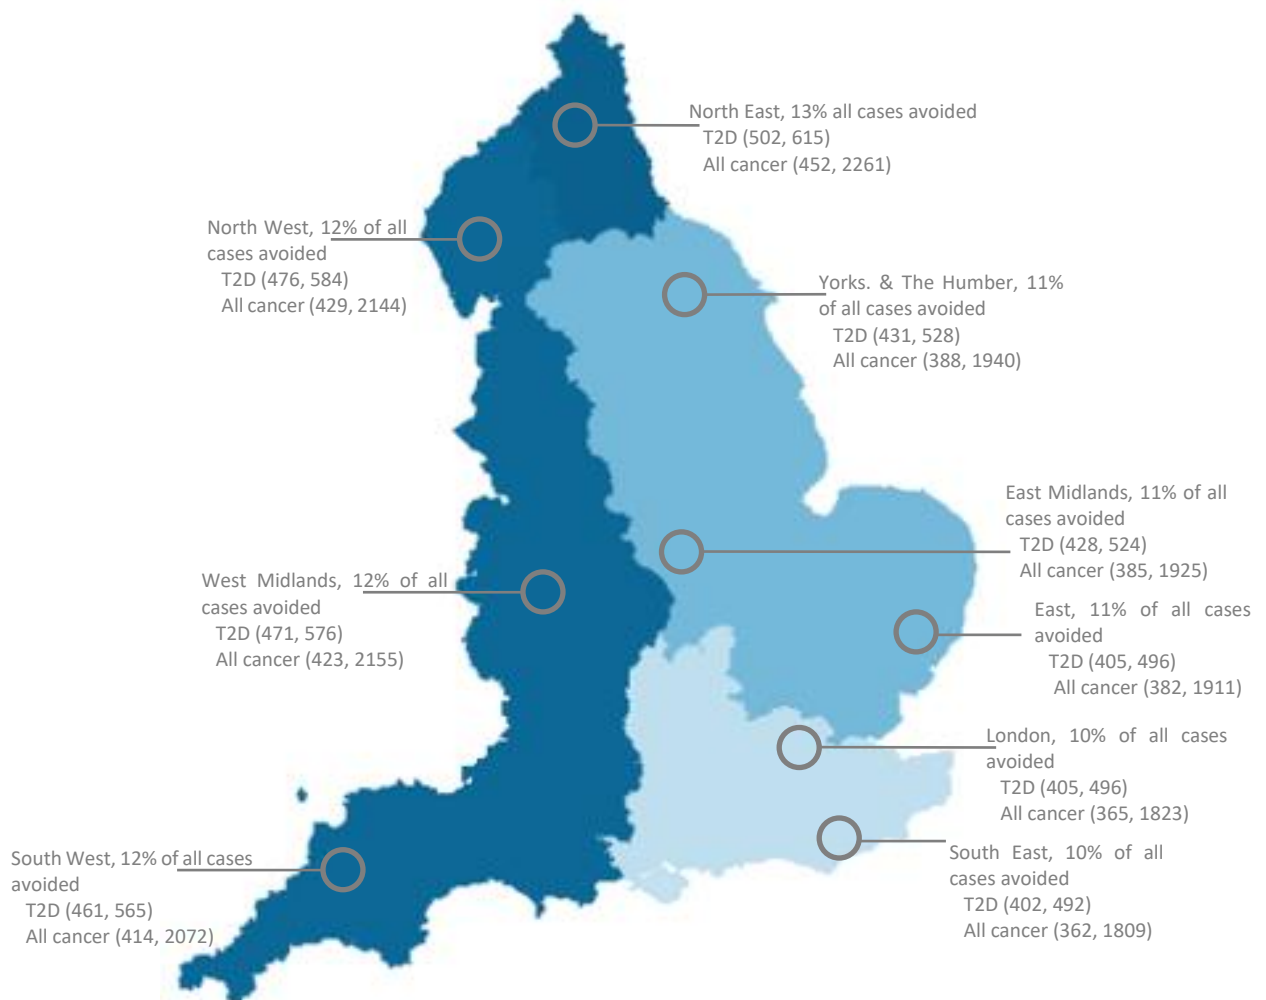 North East, 13% all cases avoided
T2D (502, 615)
All cancer (452, 2261)
North West, 12% of all
cases avoided
T2D (476, 584)
All cancer (429, 2144)
Yorks. & The Humber, 11%
of all cases avoided
T2D (431, 528)
All cancer (388, 1940)
East Midlands, 11% of all
cases avoided
T2D (428, 524)
All cancer (385, 1925)
West Midlands, 12% of all
cases avoided
T2D (471, 576)
All cancer (423, 2155)
East, 11% of all cases
avoided
T2D (405, 496)
All cancer (382, 1911)
London, 10% of all cases
avoided
T2D (405, 496)
All cancer (365, 1823)
South East, 10% of all
cases avoided
T2D (402, 492)
All cancer (362, 1809)
South West, 12% of all cases
avoided
T2D (461, 565)
All cancer (414, 2072)